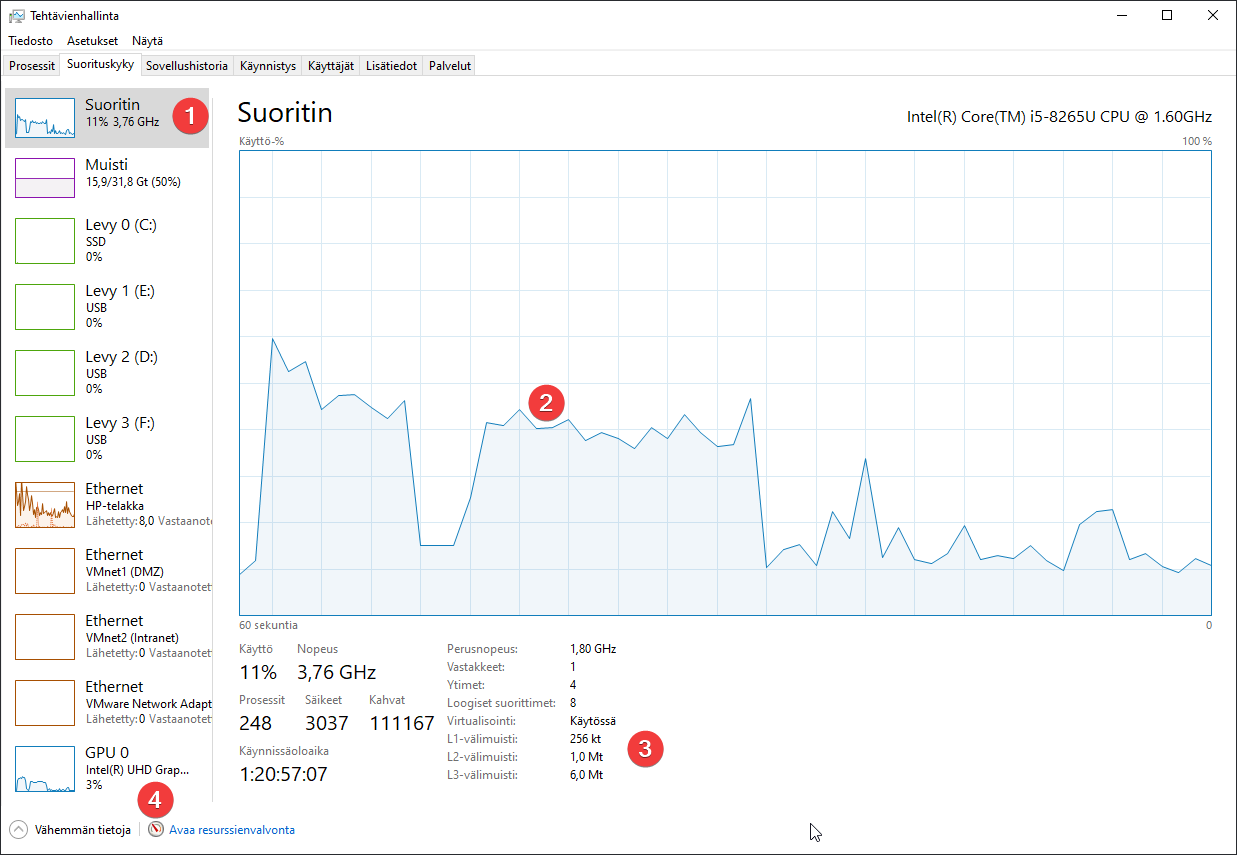 Tehtävienhallinta
Tiedosto Asetukset Näytä
Prosessit Suorituskyky Sovellushistoria Käynnistys Käyttäjät Lisätiedot Palvelut
Suoritin
11% 3,76 GHz
1
Muisti
15,9/31,8 Gt (50%)
Levy 0 (C:)
SSD
0%
Levy 1 (E:)
USB
0%
Levy 2 (D:)
USB
0%
Levy 3 (F:)
USB
0%
Ethernet
HP-telakka
Lähetetty: 8,0 Vastaanote
Ethernet
VMnet1 (DMZ)
Lähetetty: 0 Vastaanotet
Ethernet
VMnet2 (Intranet)
Lähetetty: 0 Vastaanotet
Ethernet
VMware Network Adapt
Lähetetty: 0 Vastaanotet
GPU 0
Intel(R) UHD Grap...
3%
4
Suoritin
Intel(R) Core(TM) i5-8265U CPU @ 1.60GHz
Käyttö-% 100 %
2
60 sekuntia 0
Käyttö Nopeus
11% 3,76 GHz
Prosessit Säikeet Kahvat
248 3037 111167
Käynnissäoloaika
1:20:57:07
Perusnopeus: 1,80 GHz
Vastakkeet: 1
Ytimet: 4
Loogiset suorittimet: 8
Virtualisointi: Käytössä
L1-välimuisti: 256 kt
L2-välimuisti: 1,0 Mt
L3-välimuisti: 6,0 Mt
3
Vähemmän tietoja Avaa resurssienvalvonta